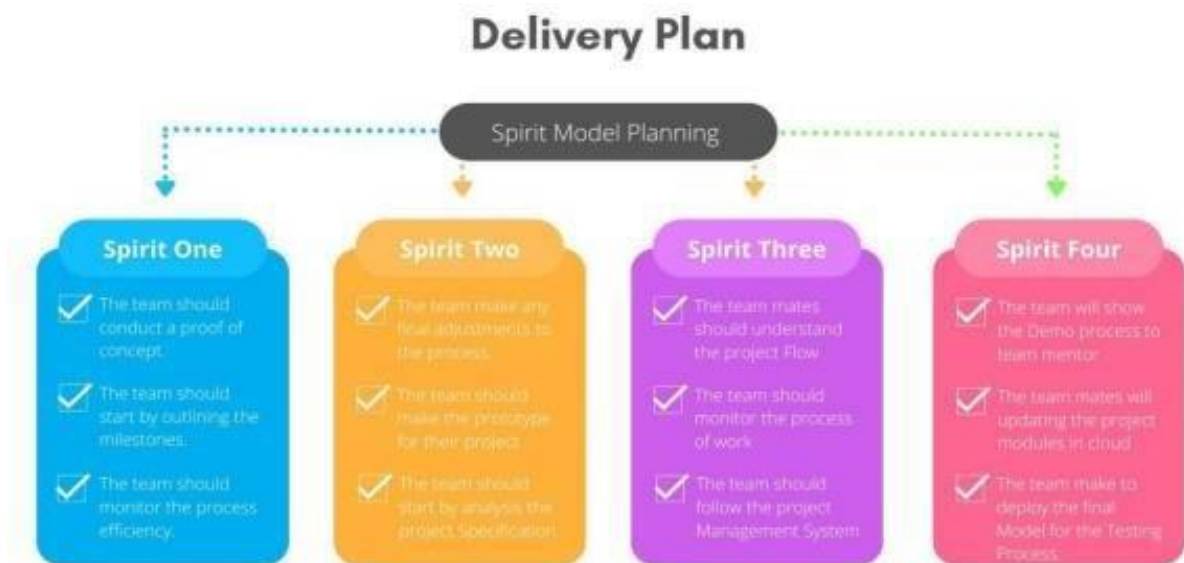 Delivery Plan
Spirit Model Planning
Spirit One
The team should
conduct a proof of
concept.
The team should
start by outlining the
milestones.
The team should
monitor the process
efficiency.
Spirit Two
The team make any
final adjustments to
the process.
The team should
make the prototype
for their project
The team should
start by analysis the
project Specification
Spirit Three
The team mates
should understand
the project Flow
The team should
monitor the process
of work
The team should
follow the project
Management System
Spirit Four
The team will show
the Demo process to
team mentor
The team mates will
updating the project
modules in cloud
The team make to
deploy the final
Model for the Testing
Process